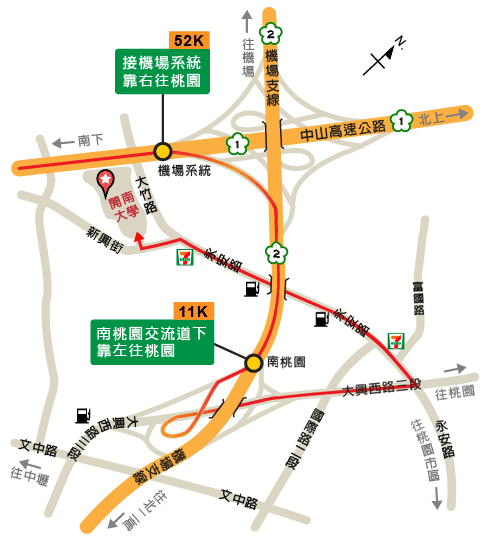 52K
接機場系統
靠右往桃園
往機場
2
機場支線
N.
中山高速公路
1
北上
1
南下
機場系統
大竹路
開南
大學
新興街
7
永安路
2
富國路
11K
南桃園交流道下
靠左往桃園
永安路
7
南桃園
大興西路二段
往桃園
大興西路三段
國際路二段
永安路
往桃園市區
文中路
往中壢
機場支線
文中路
往北二高